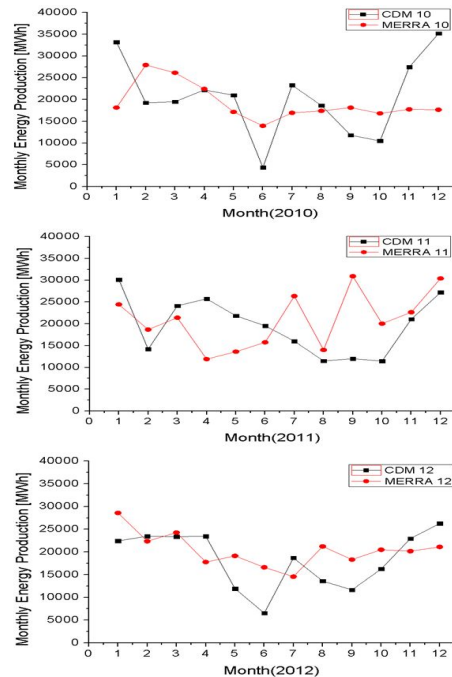 CDM 10
MERRA 10
Monthly Energy Production [MWh]
40000
35000
30000
25000
20000
15000
10000
5000
0
0 1 2 3 4 5 6 7 8 9 10 11 12
Month(2010)
CDM 11
MERRA 11
Monthly Energy Production [MWh]
40000
35000
30000
25000
20000
15000
10000
5000
0
0 1 2 3 4 5 6 7 8 9 10 11 12
Month(2011)
CDM 12
MERRA 12
Monthly Energy Production [MWh]
40000
35000
30000
25000
20000
15000
10000
5000
0
0 1 2 3 4 5 6 7 8 9 10 11 12
Month(2012)